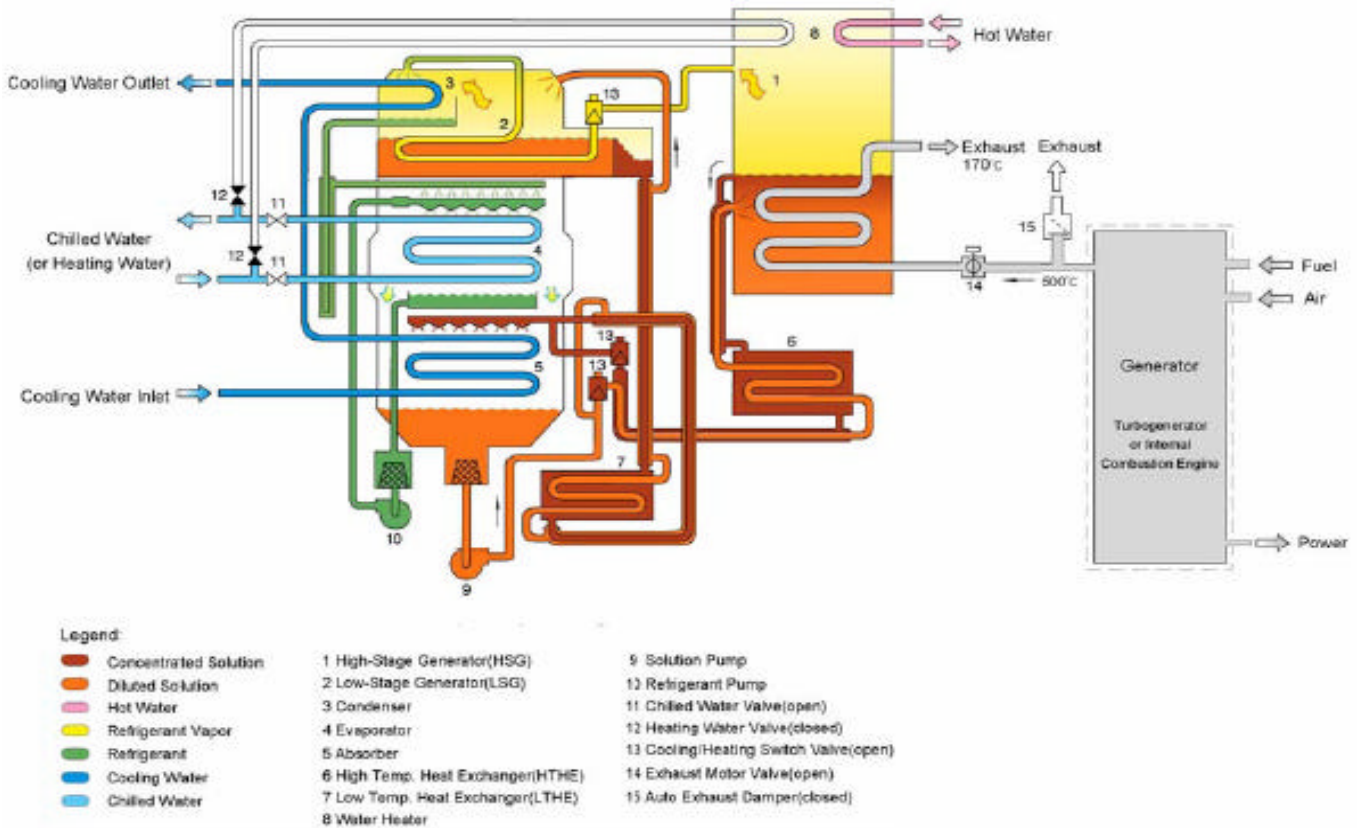 8
Hot Water
Cooling Water Outlet
3
13
1
2
Exhaust
170°C
Exhaust
12
11
15
Chilled Water
(or Heating Water)
12
11
4
14
500°C
Fuel
Air
13
6
13
5
Cooling Water Inlet
Generator
Turbogenerator
or Internal
Combustion Engine
7
10
Power
9
Legend:
Concentrated Solution
Diluted Solution
Hot Water
Refrigerant Vapor
Refrigerant
Cooling Water
Chilled Water
1 High-Stage Generator(HSG)
2 Low-Stage Generator(LSG)
3 Condenser
4 Evaporator
5 Absorber
6 High Temp. Heat Exchanger(HTHE)
7 Low Temp. Heat Exchanger(LTHE)
8 Water Heater
9 Solution Pump
10 Refrigerant Pump
11 Chilled Water Valve(open)
12 Heating Water Valve(closed)
13 Cooling/Heating Switch Valve(open)
14 Exhaust Motor Valve(open)
15 Auto Exhaust Damper(closed)